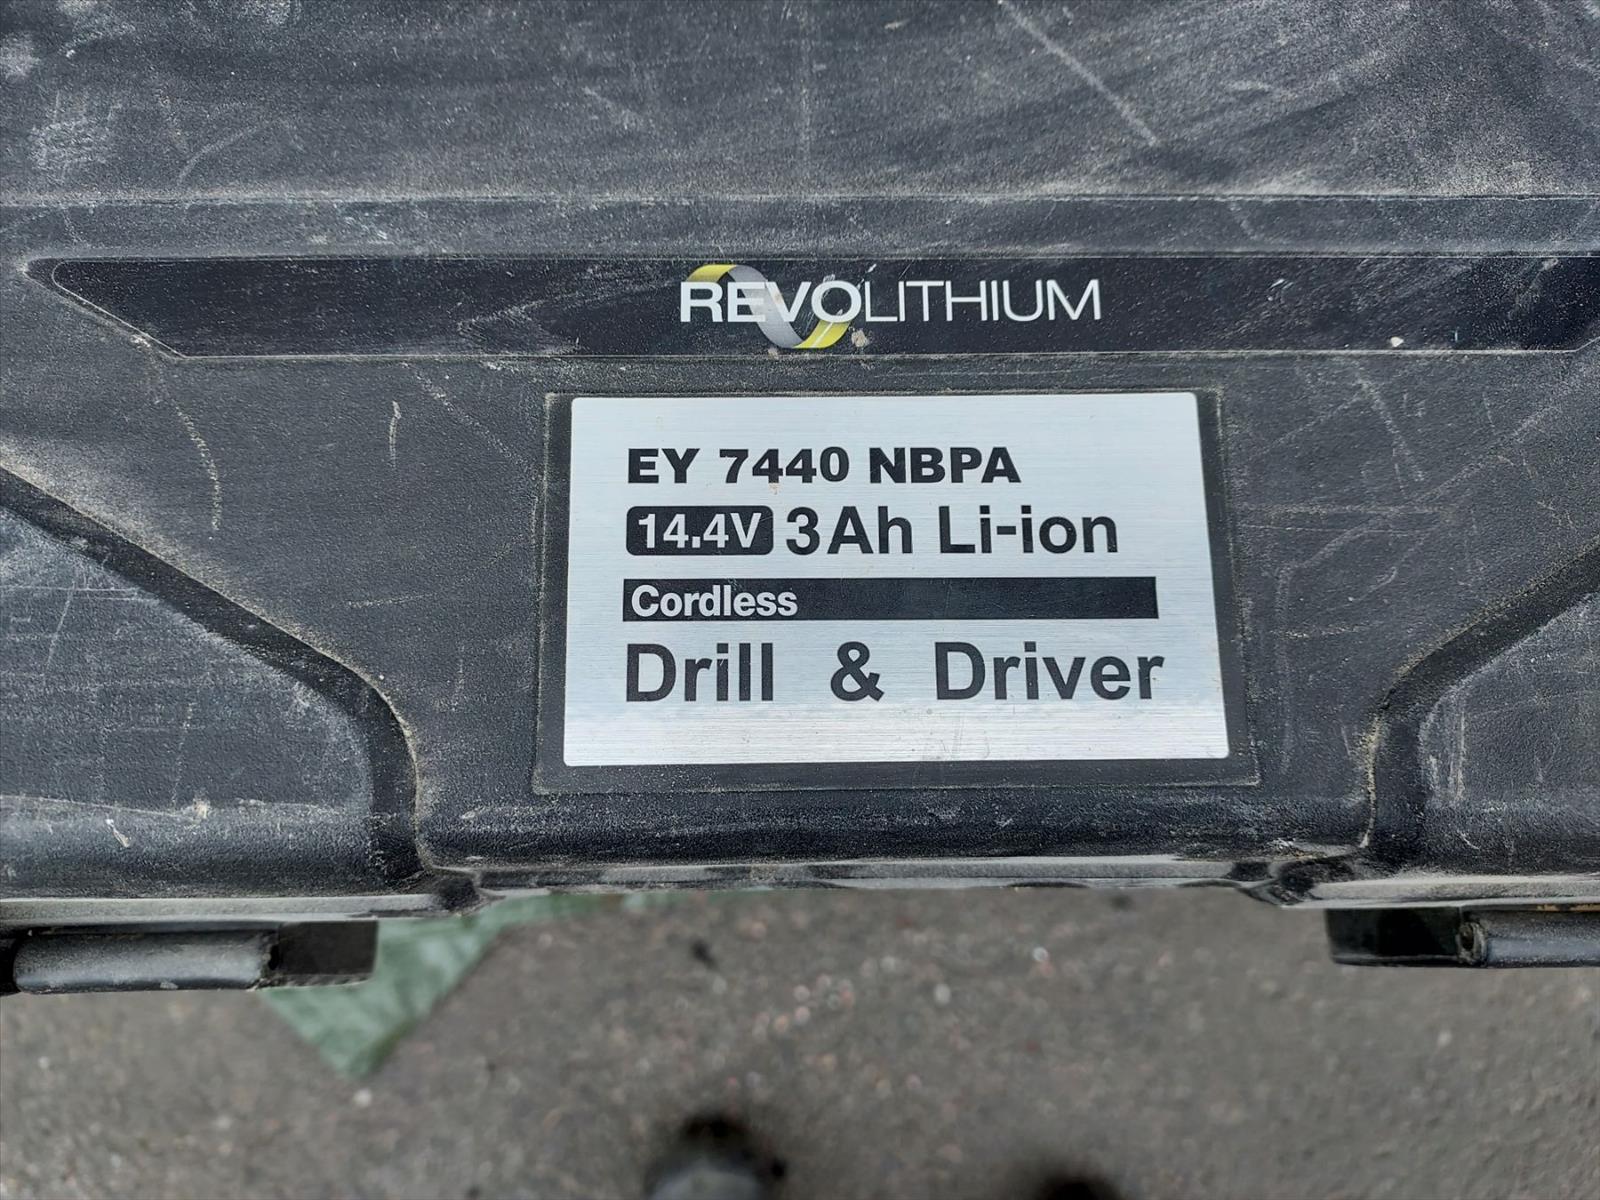 REVOLITHIUM
EY 7440 NBPA
14.4V 3Ah Li-ion
Cordless
Drill & Driver